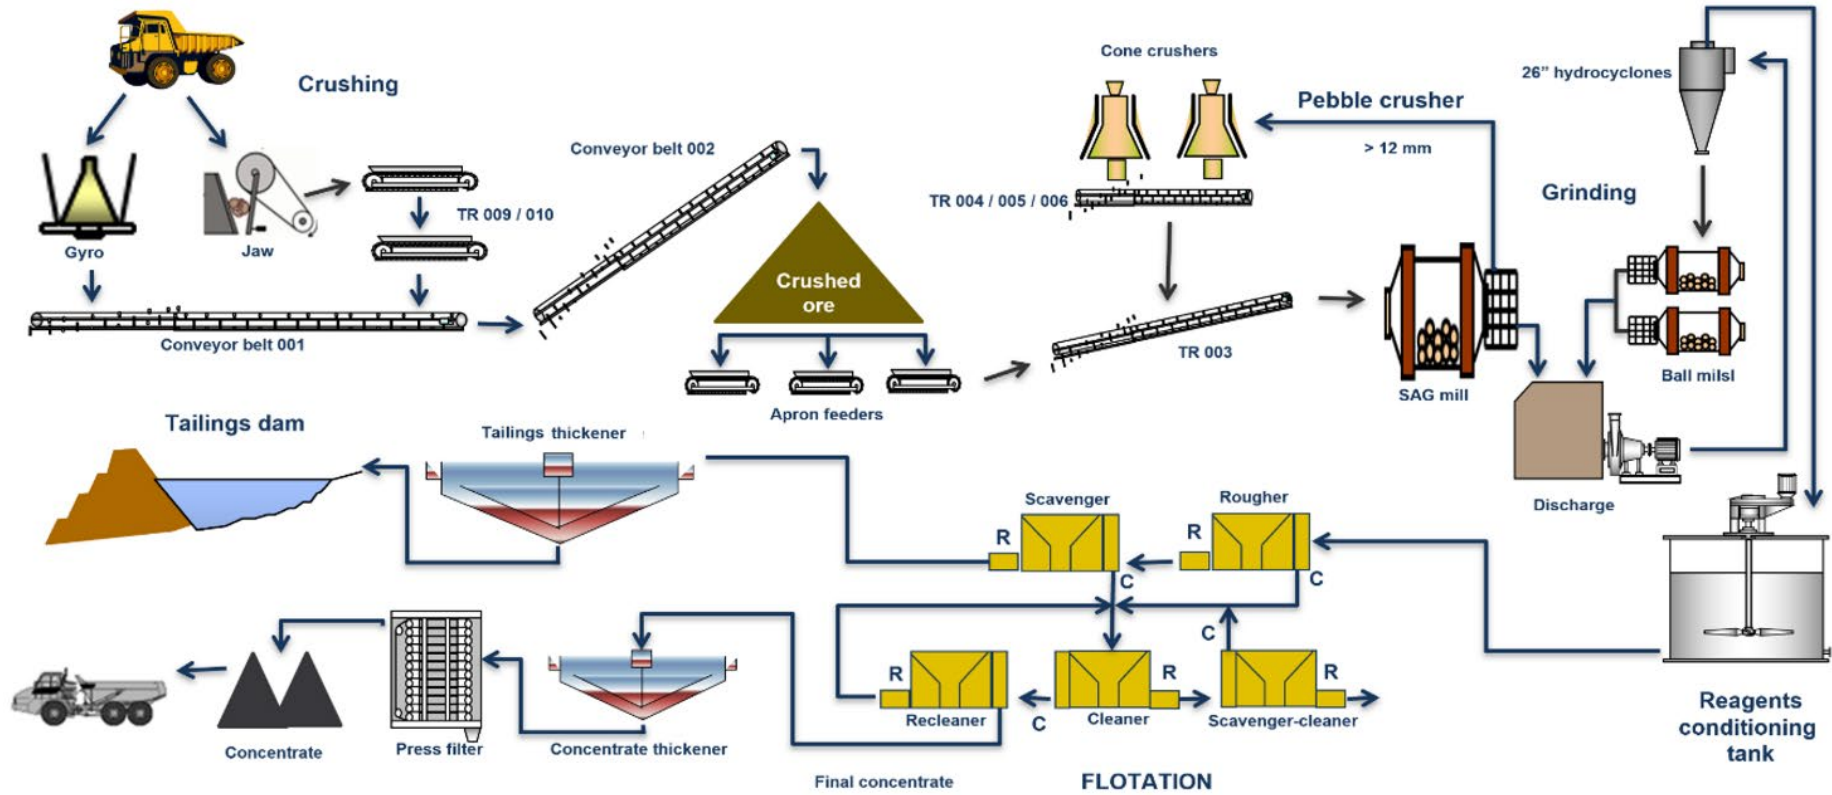 Crushing
Gyro
Jaw
TR 009 / 010
Conveyor belt 001
Conveyor belt 002
Crushed
ore
Apron feeders
Cone crushers
TR 004 / 005 / 006
TR 003
Pebble crusher
> 12 mm
SAG mill
26” hydrocyclones
Grinding
Ball milsl
Discharge
Tailings dam
Tailings thickener
Scavenger
Rougher
R
R
C
C
C
R
R
R
C
Recleaner
Cleaner
Scavenger-cleaner
Reagents
conditioning
tank
Concentrate
Press filter
Concentrate thickener
Final concentrate
FLOTATION